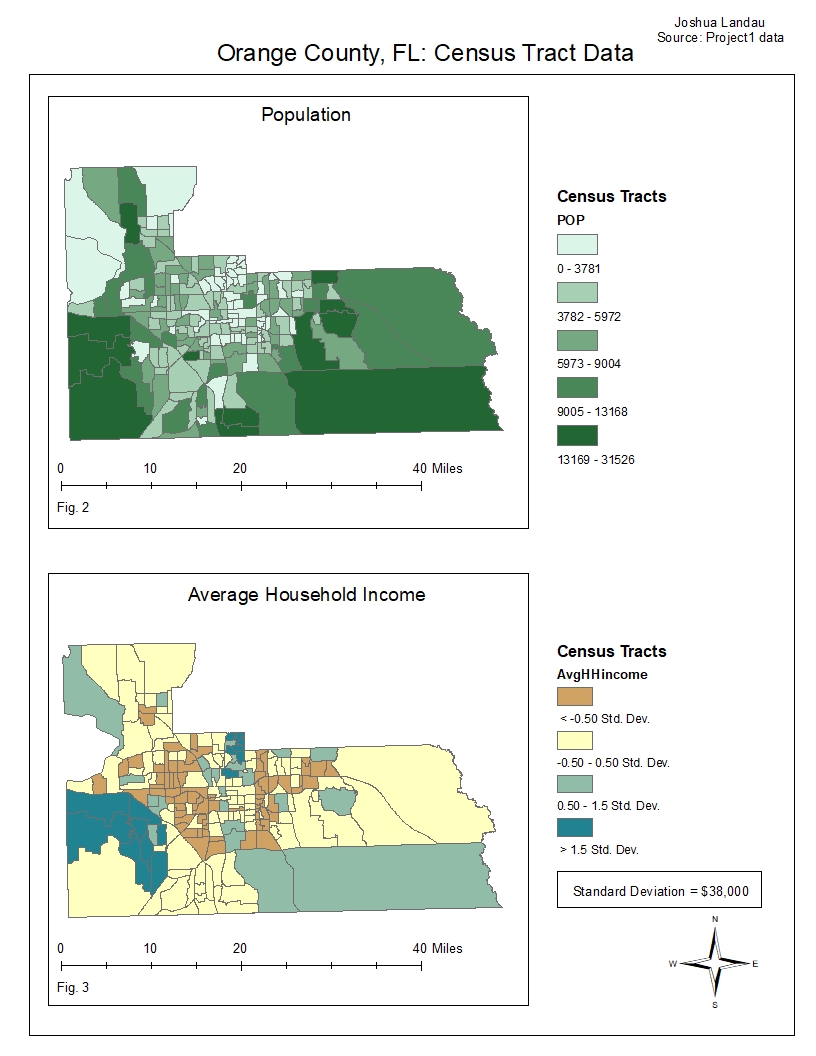 Joshua Landau
Source: Project1 data
Orange County, FL: Census Tract Data
Population
Census Tracts
POP
0 - 3781
3782 - 5972
5973 - 9004
9005 - 13168
13169 - 31526
0 10 20 40 Miles
Fig. 2
Average Household Income
Census Tracts
AvgHHincome
< -0.50 Std. Dev.
-0.50 - 0.50 Std. Dev.
0.50 - 1.5 Std. Dev.
> 1.5 Std. Dev.
Standard Deviation = $38,000
N
W E
S
0 10 20 40 Miles
Fig. 3